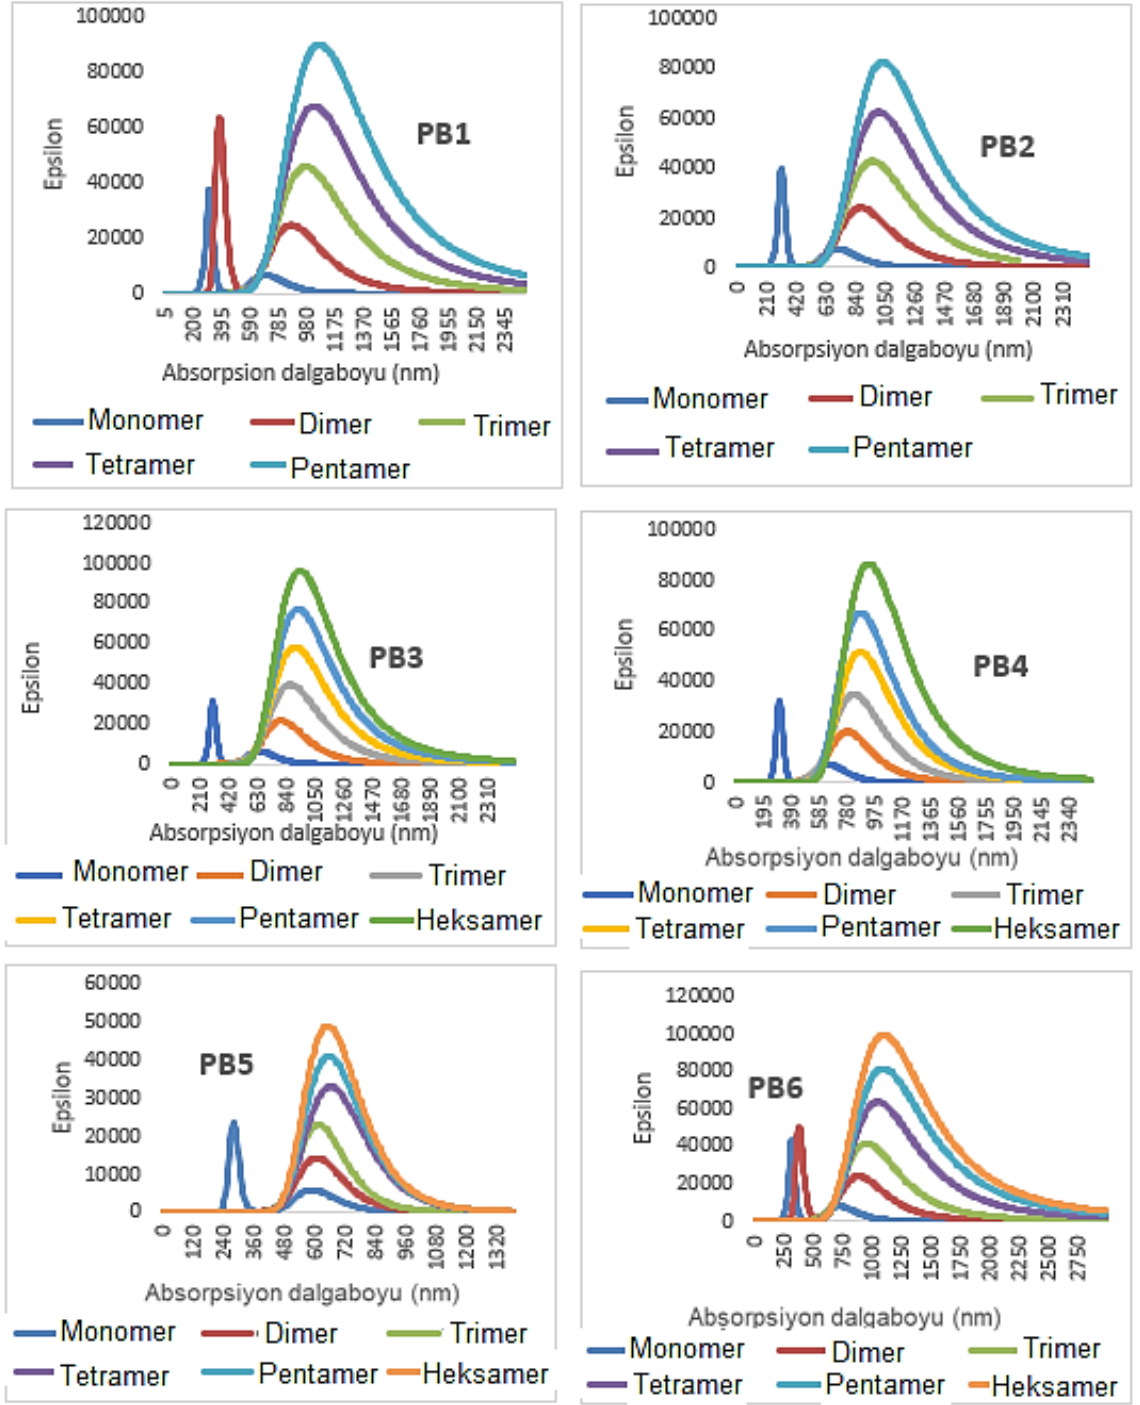 100000
80000
60000
40000
20000
0
Epsilon
PB1
5 200 395 590 785 980 1175 1370 1565 1760 1955 2150 2345
Absorpsion dalgaboyu (nm)
Monomer Dimer Trimer
Tetramer Pentamer
100000
80000
60000
40000
20000
0
Epsilon
PB2
0 210 420 630 840 1050 1260 1470 1680 1890 2100 2310
Absorpsiyon dalgaboyu (nm)
Monomer Dimer Trimer
Tetramer Pentamer
120000
100000
80000
60000
40000
20000
0
Epsilon
PB3
0 210 420 630 840 1050 1260 1470 1680 1890 2100 2310
Absorpsiyon dalgaboyu (nm)
Monomer Dimer Trimer
Tetramer Pentamer Heksamer
100000
80000
60000
40000
20000
0
Epsilon
PB4
0 195 390 585 780 975 1170 1365 1560 1755 1950 2145 2340
Absorpsiyon dalgaboyu (nm)
Monomer Dimer Trimer
Tetramer Pentamer Heksamer
60000
50000
40000
30000
20000
10000
0
Epsilon
PB5
0 120 240 360 480 600 720 840 960 1080 1200 1320
Absorpsiyon dalgaboyu (nm)
Monomer Dimer Trimer
Tetramer Pentamer Heksamer
120000
100000
80000
60000
40000
20000
0
Epsilon
PB6
0 250 500 750 1000 1250 1500 1750 2000 2250 2500 2750
Absorpsiyon dalgaboyu (nm)
Monomer Dimer Trimer
Tetramer Pentamer Heksamer